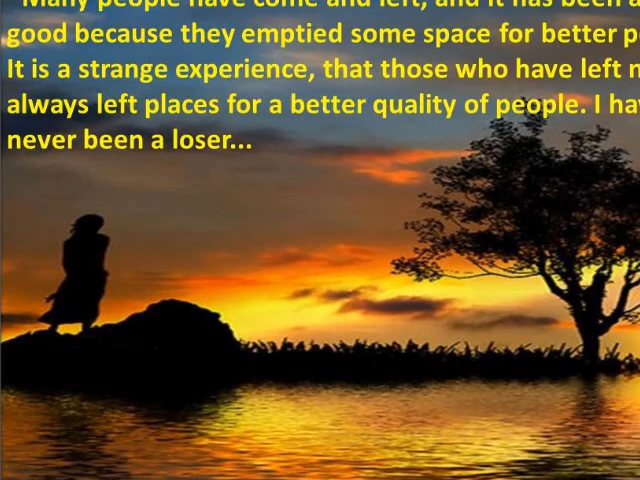 "Many people have come and left, and it has been
good because they emptied some space for better
It is a strange experience, that those who have left
always left places for a better quality of people. I
never been a loser...